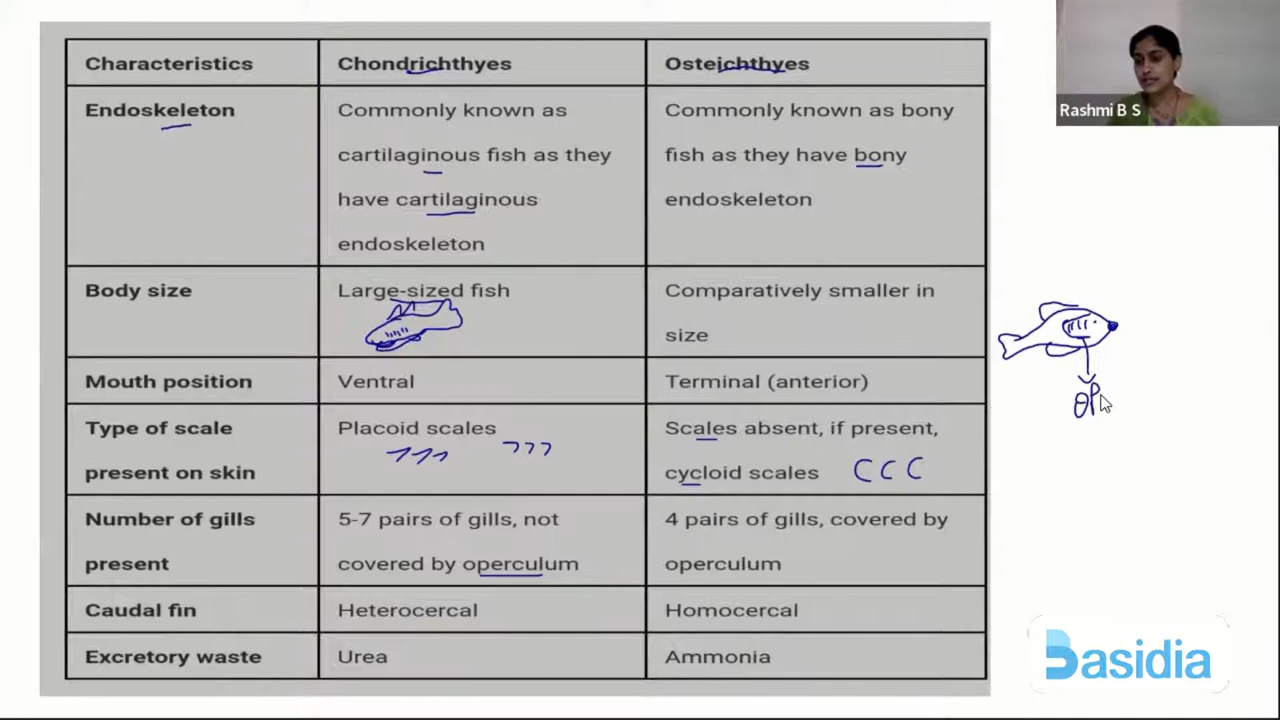 Characteristics Chondrichthyes Osteichthyes
Endoskeleton Commonly known as Commonly known as bony
cartilaginous fish as they fish as they have bony
have cartilaginous endoskeleton
endoskeleton
Body size Large-sized fish Comparatively smaller in
size
Mouth position Ventral Terminal (anterior)
Type of scale Placoid scales Scales absent, if present,
present on skin cycloid scales C C C
Number of gills 5-7 pairs of gills, not 4 pairs of gills, covered by
present covered by operculum operculum
Caudal fin Heterocercal Homocercal
Excretory waste Urea Ammonia
Rashmi B S
OP
Basidia